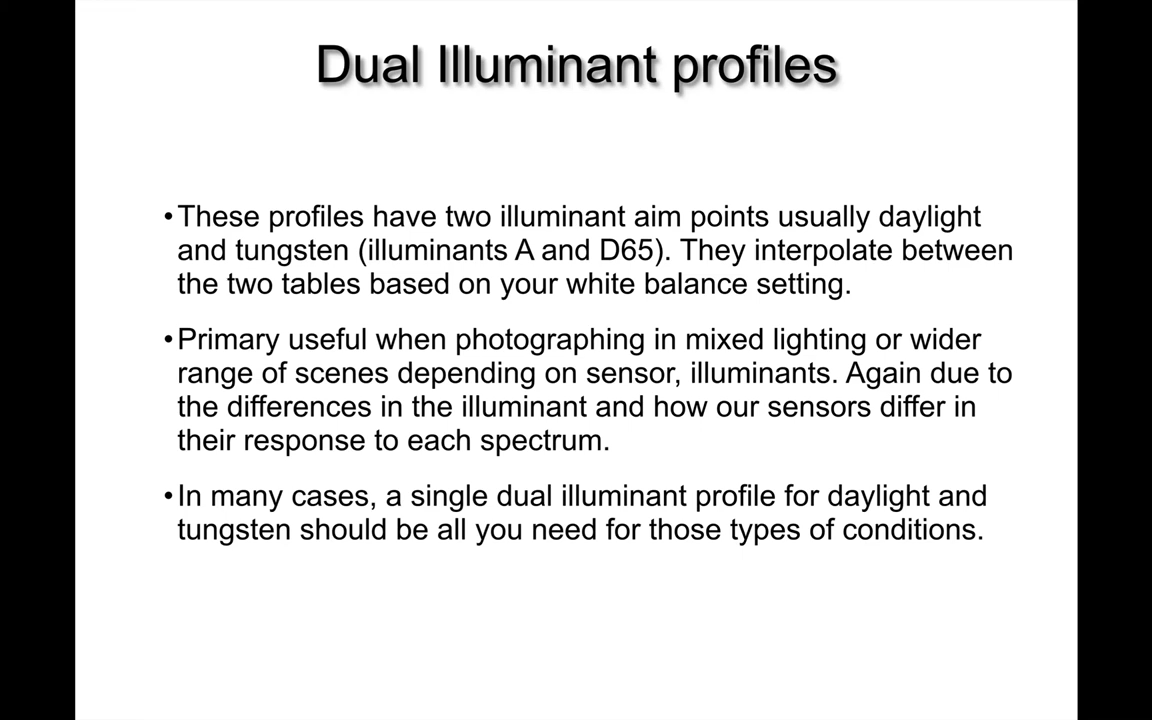 Dual Illuminant profiles
•These profiles have two illuminant aim points usually daylight
and tungsten (illuminants A and D65). They interpolate between
the two tables based on your white balance setting.
•Primary useful when photographing in mixed lighting or wider
range of scenes depending on sensor, illuminants. Again due to
the differences in the illuminant and how our sensors differ in
their response to each spectrum.
•In many cases, a single dual illuminant profile for daylight and
tungsten should be all you need for those types of conditions.